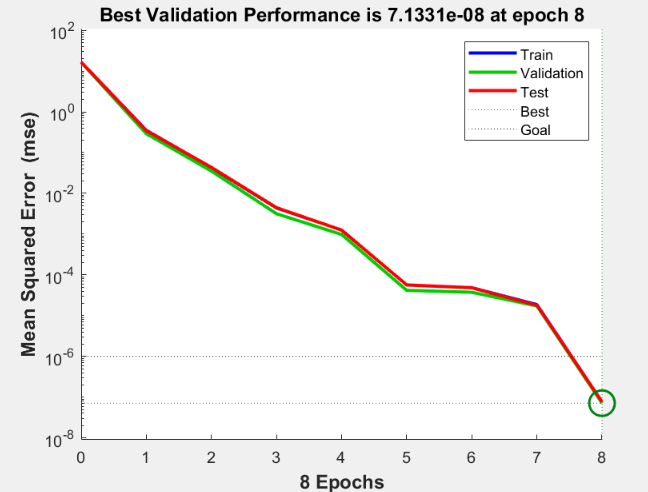 Best Validation Performance is 7.1331e-08 at epoch 8
Mean Squared Error (mse)
10^2
10^0
10^-2
10^-4
10^-6
10^-8
Train
Validation
Test
Best
Goal
0 1 2 3 4 5 6 7 8
8 Epochs